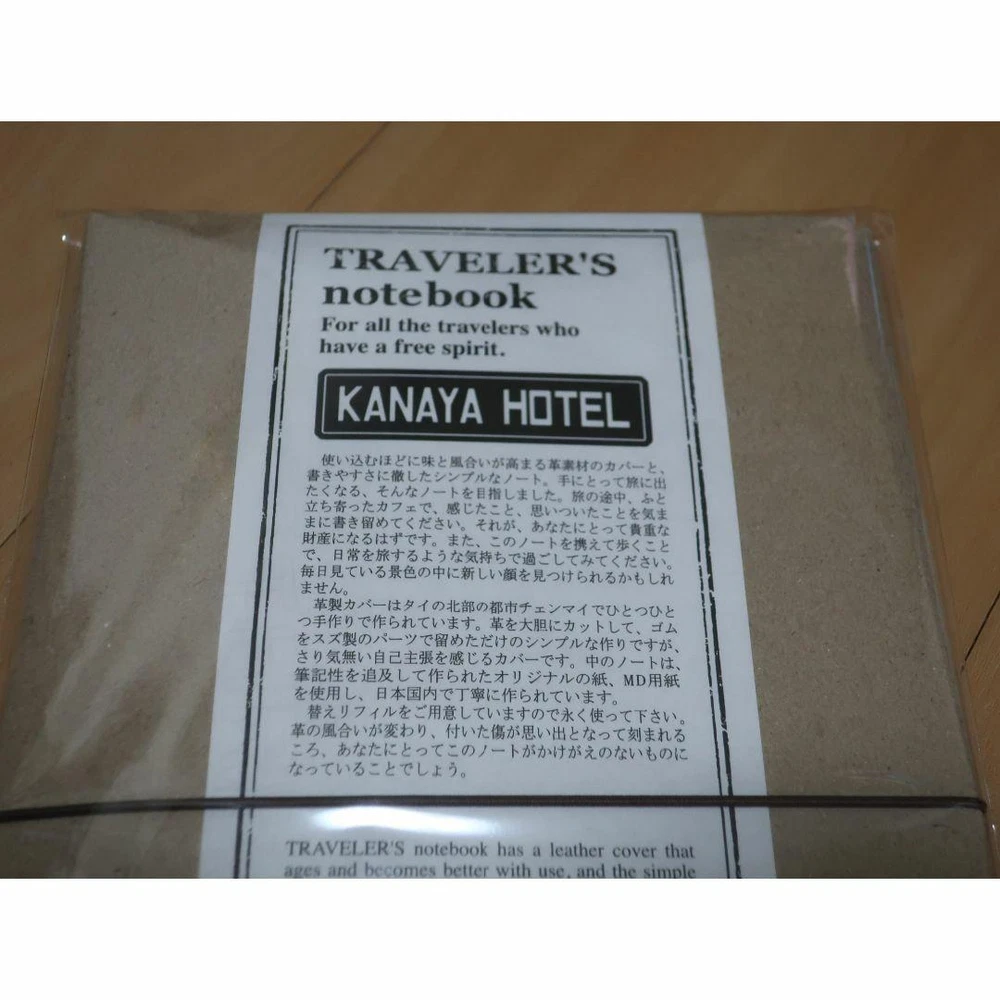 TRAVELER'S
notebook
For all the travelers who
have a free spirit.
KANAYA HOTEL
使い込むほどに味と風合いが高まる革素材のカバーと、
書きやすさに徹したシンプルなノート。手にとって旅に出
たくなる、そんなノートを目指しました。旅の途中、ふと
立ち寄ったカフェで、感じたこと、思いついたことを気ま
まに書き留めてください。それが、あなたにとって貴重な
財産になるはずです。また、このノートを携えて歩くこと
で、日常を旅するような気持ちで過ごしてみてください。
毎日見ている景色の中に新しい顔を見つけられるかもしれ
ません。
革製カバーはタイの北部の都市チェンマイでひとつひと
つ手作りで作られています。革を大胆にカットして、ゴム
をスズ製のパーツで留めただけのシンプルな作りですが、
さり気無い自己主張を感じるカバーです。中のノートは、
筆記性を追及して作られたオリジナルの紙、MD用紙
を使用し、日本国内で丁寧に作られています。
替えリフィルをご用意していますので永く使って下さい。
革の風合いが変わり、付いた傷が思い出となって刻まれる
ころ、あなたにとってこのノートがかけがえのないものに
なっていることでしょう。
TRAVELER'S notebook has a leather cover that
ages and becomes better with use, and the simple